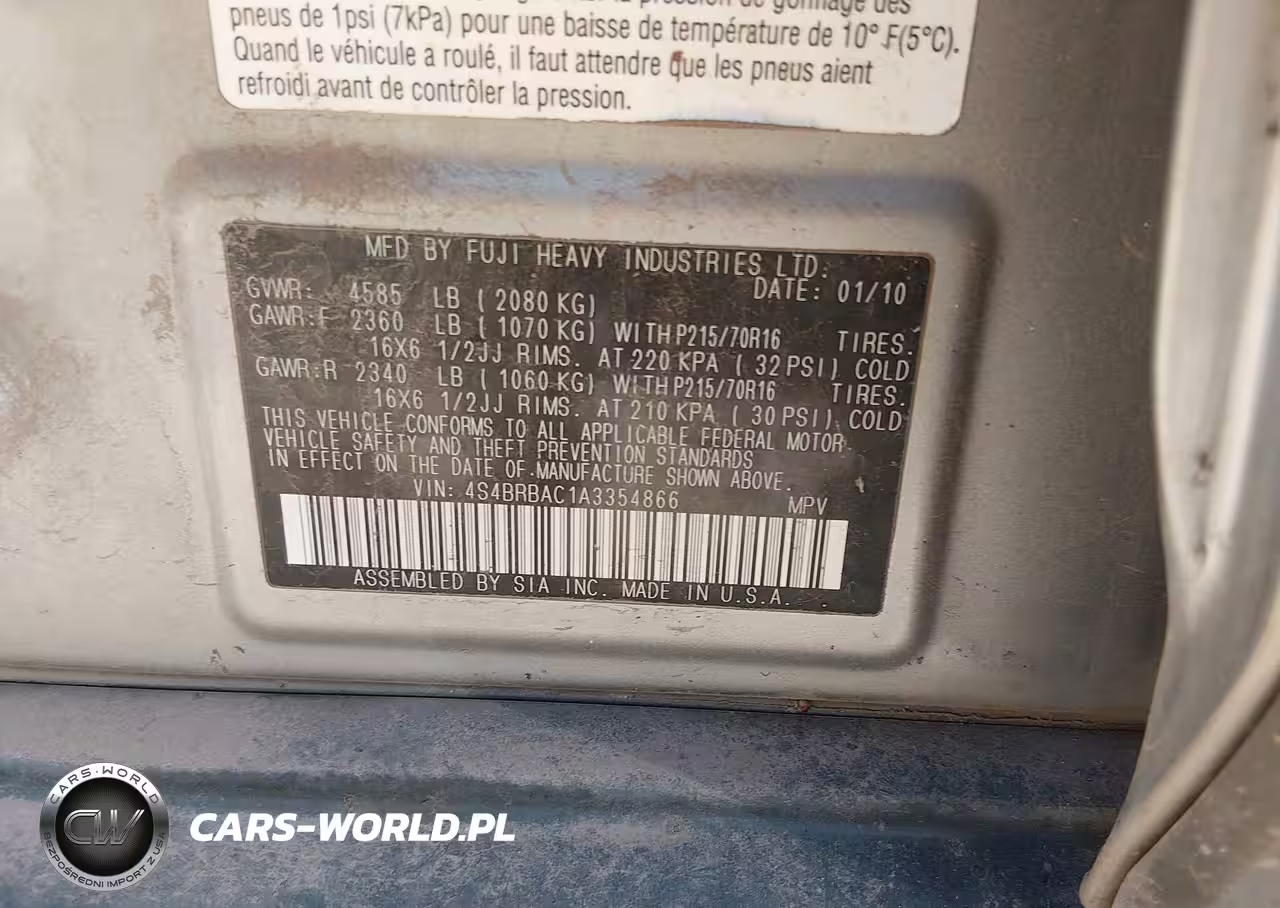 pneus de 1psi (7kPa) pour une baisse de température de 10° F(5°C).
Quand le véhicule a roulé, il faut attendre que les pneus aient
refroidi avant de contrôler la pression.
MFD BY FUJI HEAVY INDUSTRIES LTD.
DATE: 01/10
GVWR: 4585 LB ( 2080 KG)
GAWR:F 2360 LB ( 1070 KG) WITH P215/70R16 TIRES.
16X6 1/2JJ RIMS. AT 220 KPA ( 32 PSI) COLD
GAWR:R 2340 LB ( 1060 KG) WITH P215/70R16 TIRES.
16X6 1/2JJ RIMS. AT 210 KPA ( 30 PSI) COLD
THIS VEHICLE CONFORMS TO ALL APPLICABLE FEDERAL MOTOR
VEHICLE SAFETY AND THEFT PREVENTION STANDARDS
IN EFFECT ON THE DATE OF MANUFACTURE SHOWN ABOVE.
VIN: 4S4BRBAC1A3354866 MPV
ASSEMBLED BY SIA INC. MADE IN U.S.A.
CARS-WORLD
CW
BEZPOŚREDNI IMPORT Z USA
CARS-WORLD.PL